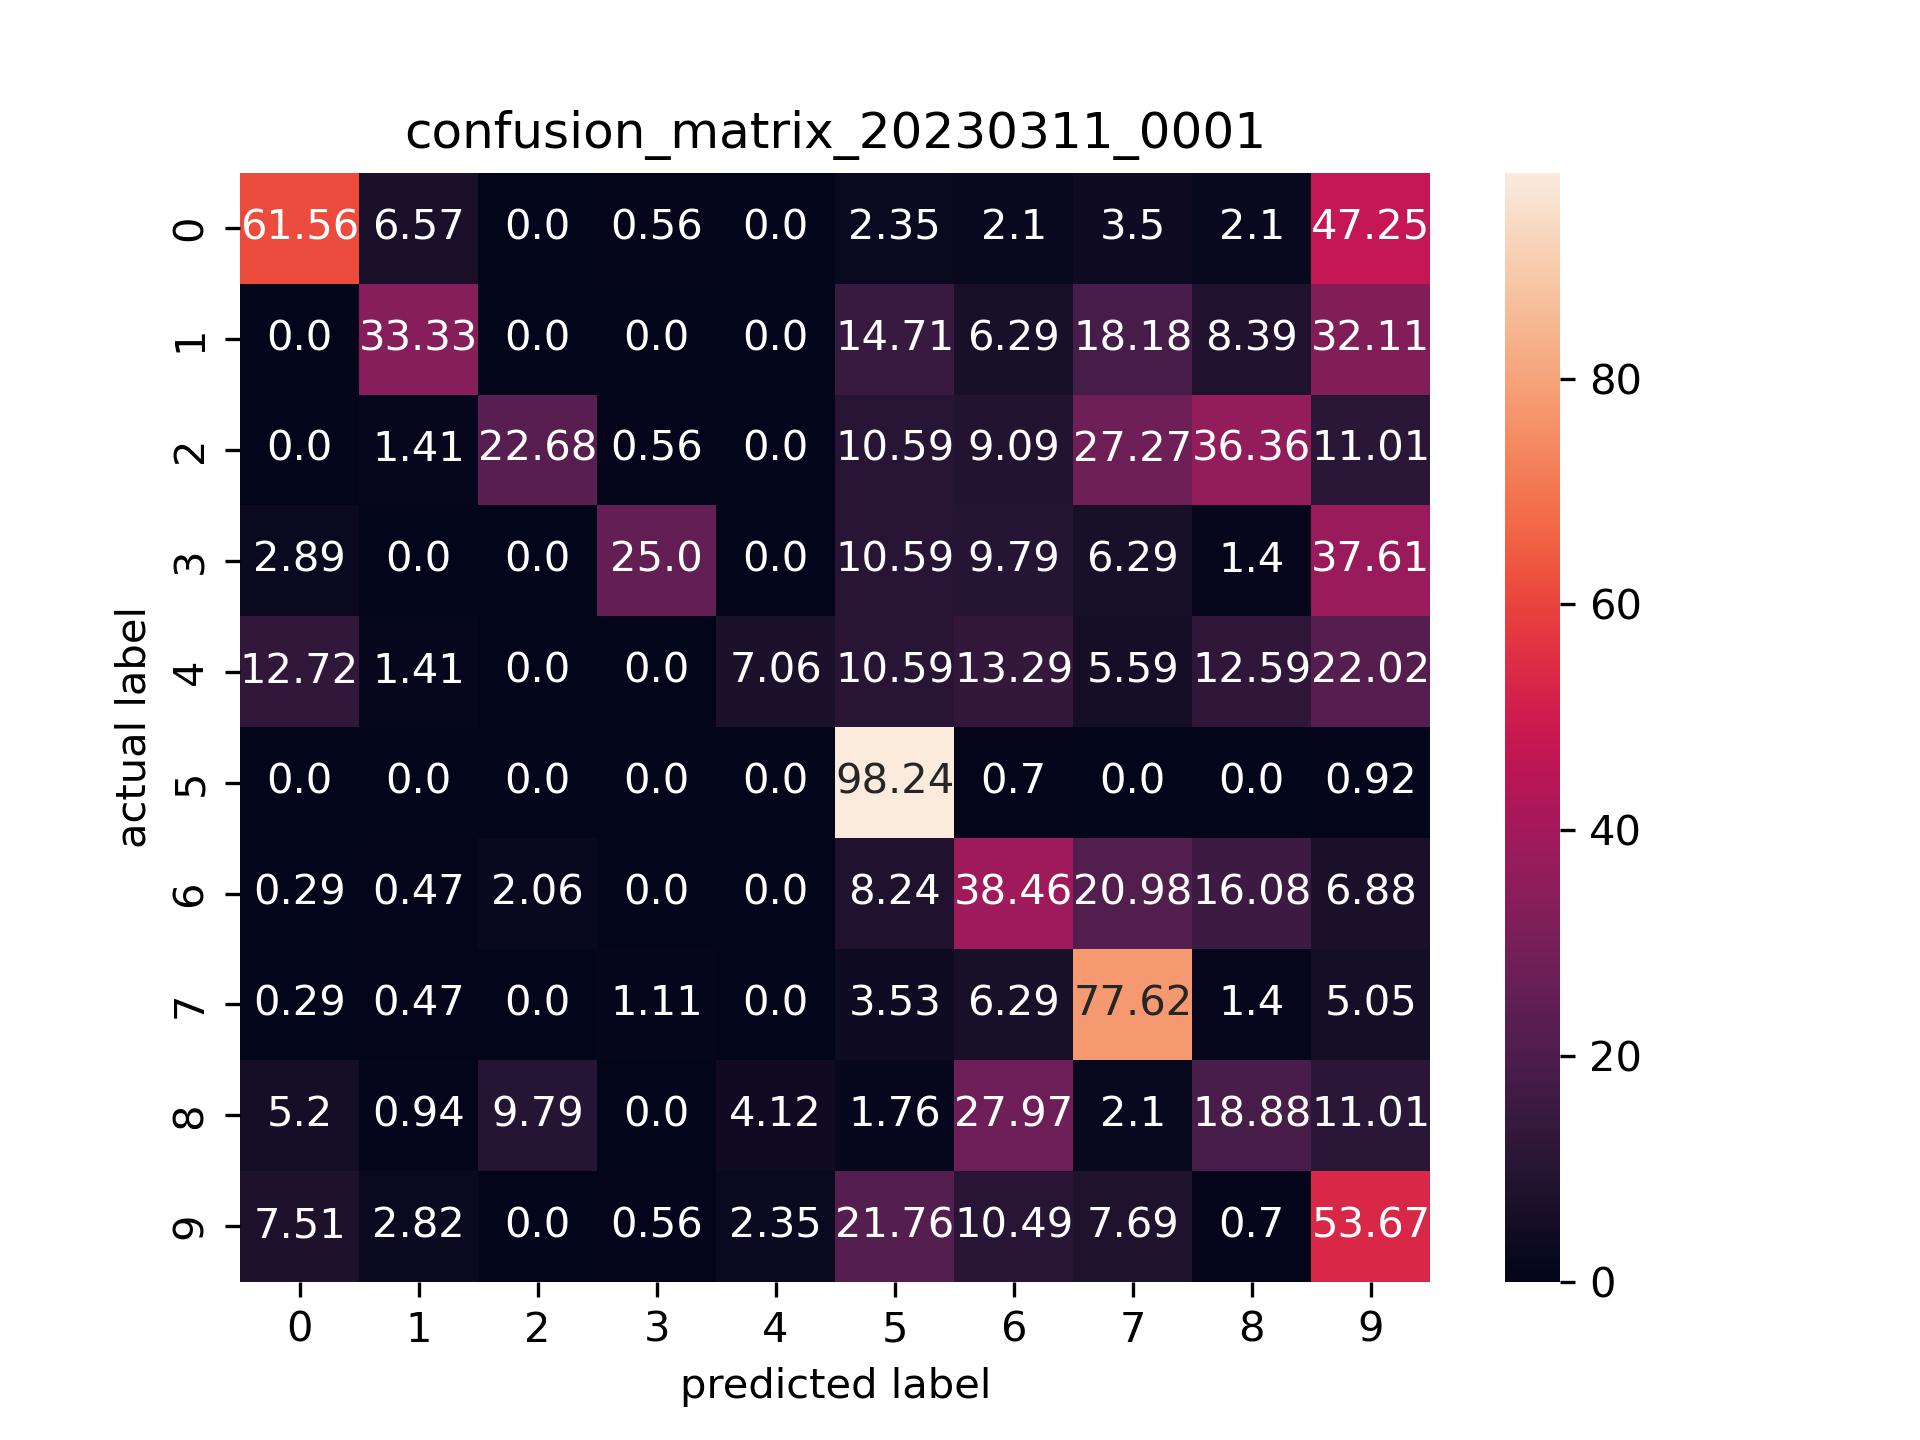 confusion_matrix_20230311_0001
0 61.56 6.57 0.0 0.56 0.0 2.35 2.1 3.5 2.1 47.25
1 0.0 33.33 0.0 0.0 0.0 14.71 6.29 18.18 8.39 32.11
2 0.0 1.41 22.68 0.56 0.0 10.59 9.09 27.27 36.36 11.01
3 2.89 0.0 0.0 25.0 0.0 10.59 9.79 6.29 1.4 37.61
4 12.72 1.41 0.0 0.0 7.06 10.59 13.29 5.59 12.59 22.02
5 0.0 0.0 0.0 0.0 0.0 98.24 0.7 0.0 0.0 0.92
6 0.29 0.47 2.06 0.0 0.0 8.24 38.46 20.98 16.08 6.88
7 0.29 0.47 0.0 1.11 0.0 3.53 6.29 77.62 1.4 5.05
8 5.2 0.94 9.79 0.0 4.12 1.76 27.97 2.1 18.88 11.01
9 7.51 2.82 0.0 0.56 2.35 21.76 10.49 7.69 0.7 53.67
0 1 2 3 4 5 6 7 8 9
predicted label
actual label
80
60
40
20
0